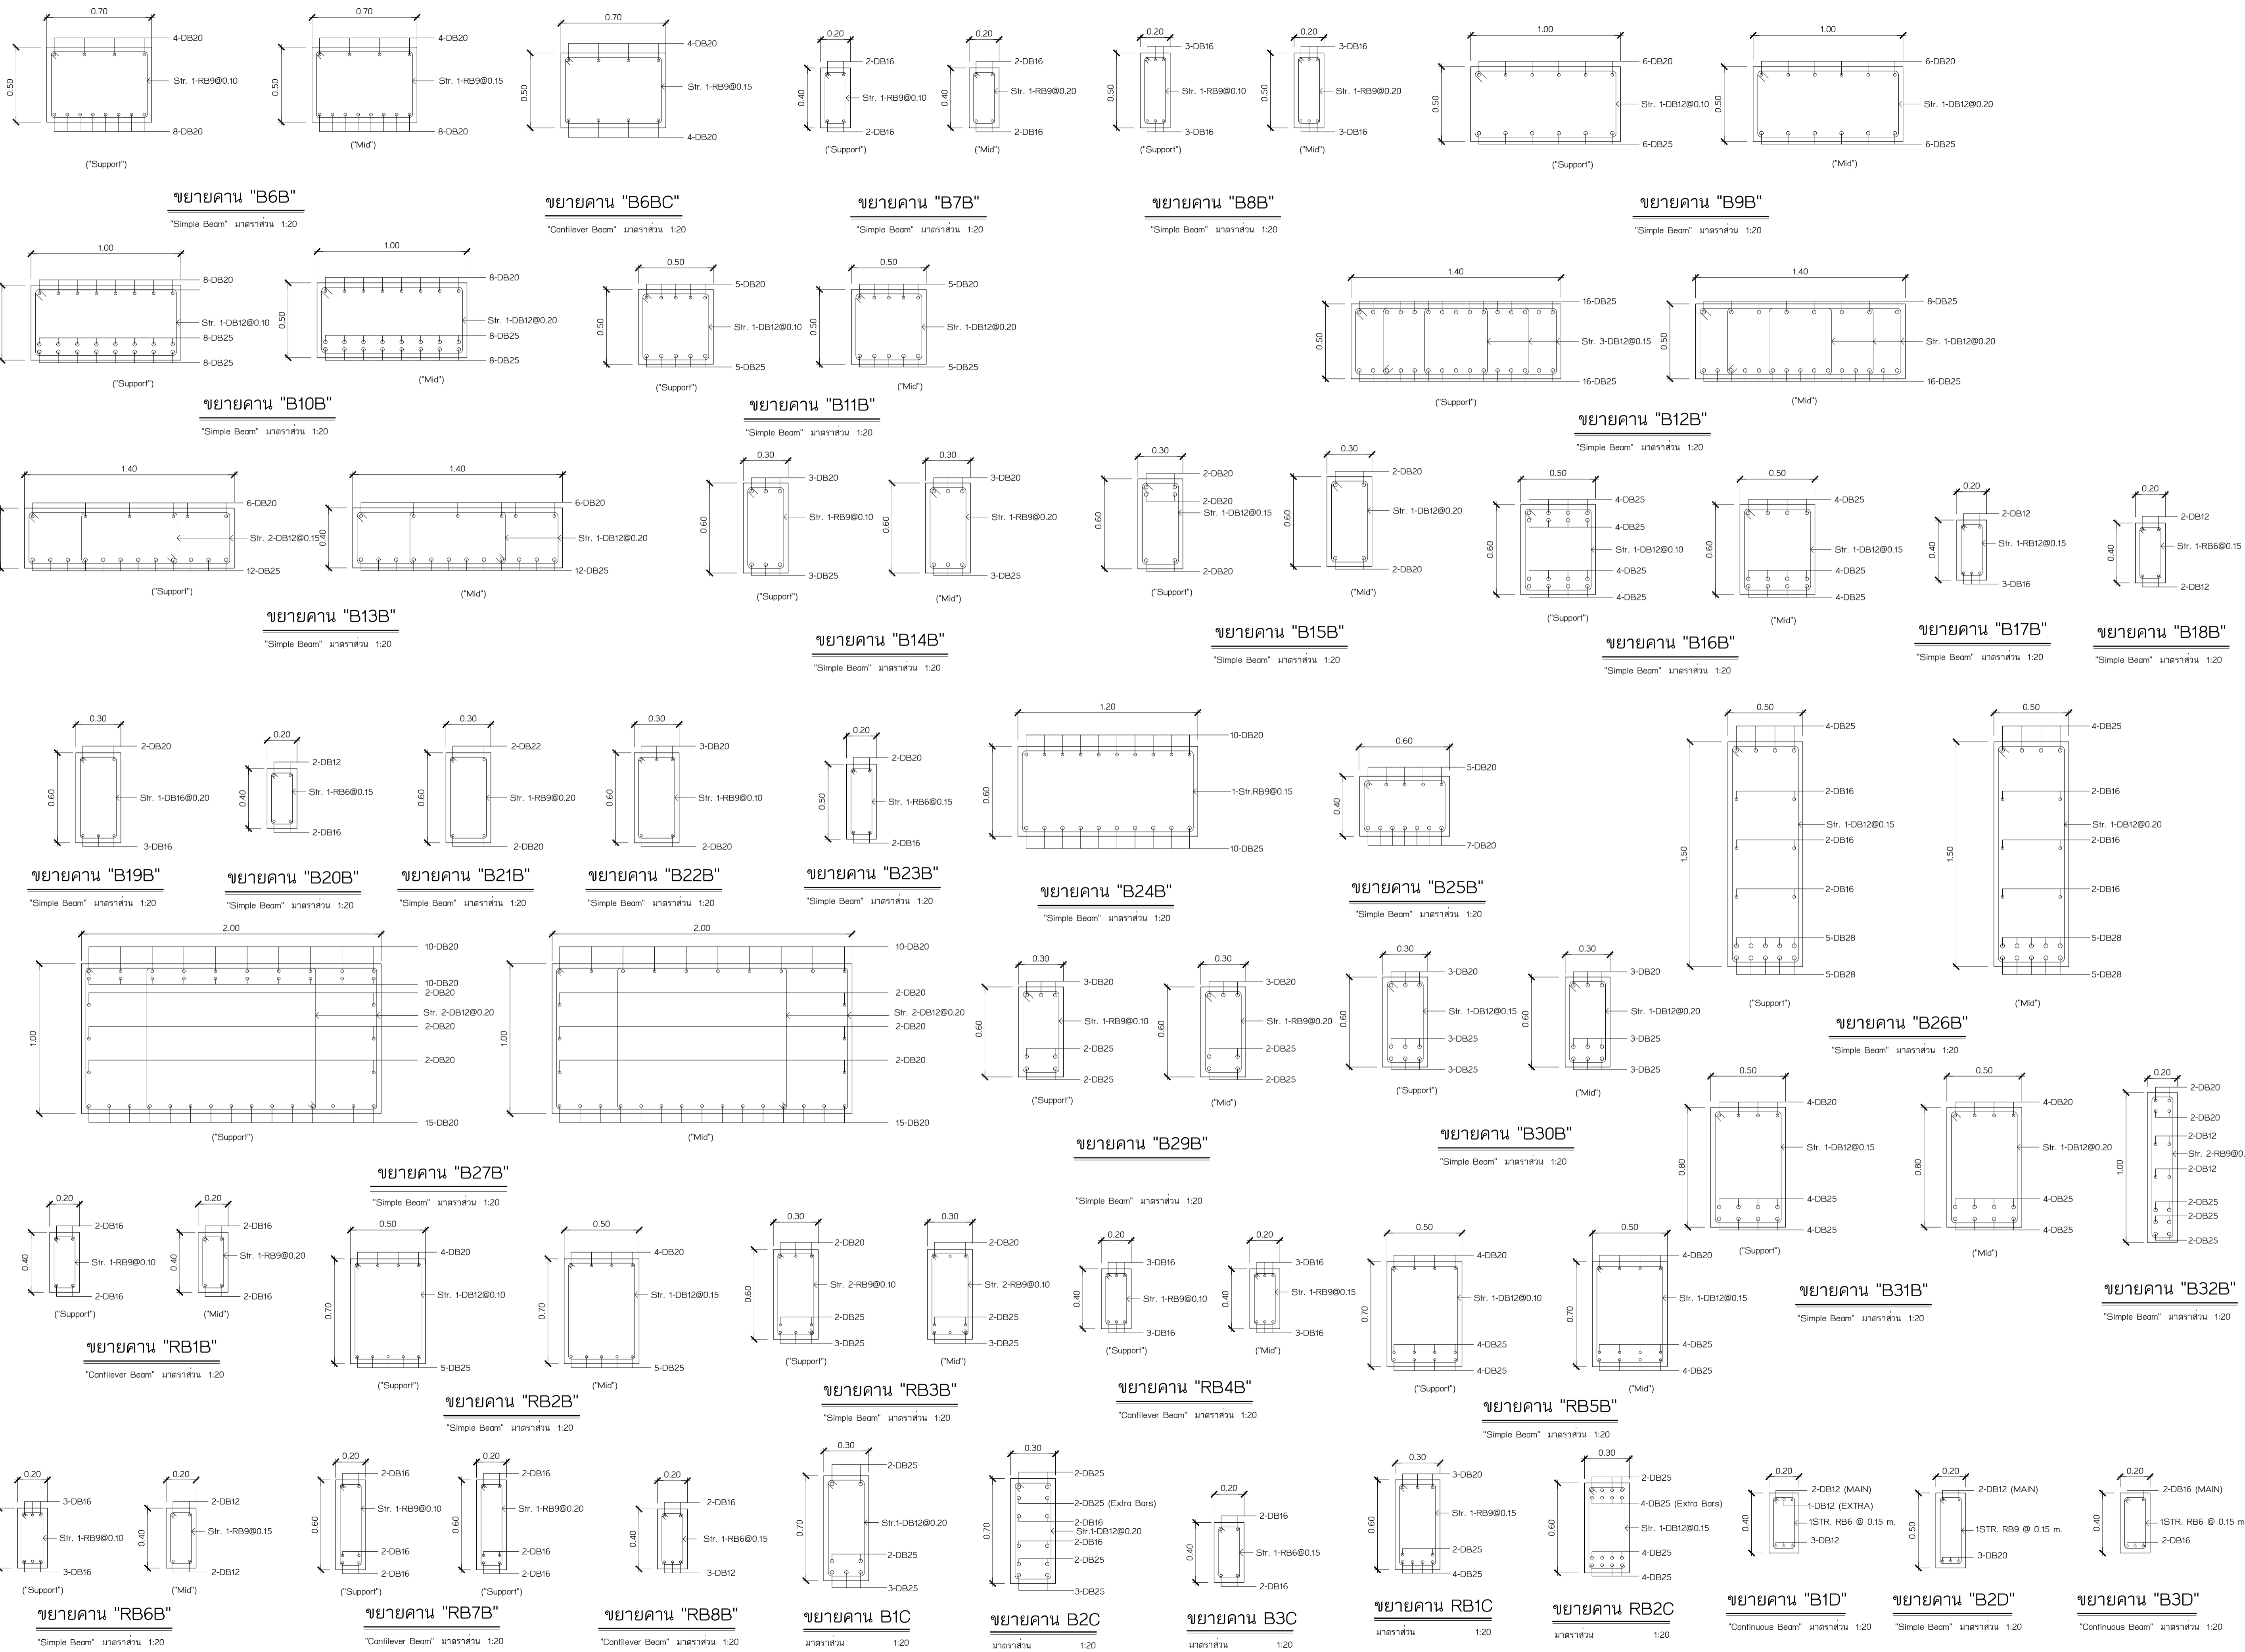 0.70
4-DB20
0.50
Str. 1-RB9@0.10
8-DB20
("Support")
0.70
4-DB20
0.50
Str. 1-RB9@0.15
8-DB20
("Mid")
ขยายคาน "B6B"
"Simple Beam" มาตราส่วน 1:20
0.70
4-DB20
0.50
Str. 1-RB9@0.15
4-DB20
ขยายคาน "B6BC"
"Cantilever Beam" มาตราส่วน 1:20
0.20
2-DB16
0.40
Str. 1-RB9@0.10
2-DB16
("Support")
0.20
2-DB16
0.40
Str. 1-RB9@0.20
2-DB16
("Mid")
ขยายคาน "B7B"
"Simple Beam" มาตราส่วน 1:20
0.20
3-DB16
0.50
Str. 1-RB9@0.10
3-DB16
("Support")
0.20
3-DB16
0.50
Str. 1-RB9@0.20
3-DB16
("Mid")
ขยายคาน "B8B"
"Simple Beam" มาตราส่วน 1:20
1.00
6-DB20
0.50
Str. 1-DB12@0.10
6-DB25
("Support")
1.00
6-DB20
0.50
Str. 1-DB12@0.20
6-DB25
("Mid")
ขยายคาน "B9B"
"Simple Beam" มาตราส่วน 1:20
1.00
8-DB20
Str. 1-DB12@0.10
8-DB25
8-DB25
("Support")
1.00
8-DB20
0.50
Str. 1-DB12@0.20
8-DB25
8-DB25
("Mid")
ขยายคาน "B10B"
"Simple Beam" มาตราส่วน 1:20
0.50
5-DB20
0.50
Str. 1-DB12@0.10
5-DB25
("Support")
0.50
5-DB20
0.50
Str. 1-DB12@0.20
5-DB25
("Mid")
ขยายคาน "B11B"
"Simple Beam" มาตราส่วน 1:20
1.40
16-DB25
0.50
Str. 3-DB12@0.15
16-DB25
("Support")
1.40
8-DB25
0.50
Str. 1-DB12@0.20
16-DB25
("Mid")
ขยายคาน "B12B"
"Simple Beam" มาตราส่วน 1:20
1.40
6-DB20
Str. 2-DB12@0.15
12-DB25
("Support")
1.40
6-DB20
0.40
Str. 1-DB12@0.20
12-DB25
("Mid")
ขยายคาน "B13B"
"Simple Beam" มาตราส่วน 1:20
0.30
3-DB20
0.60
Str. 1-RB9@0.10
3-DB25
("Support")
0.30
3-DB20
0.60
Str. 1-RB9@0.20
3-DB25
("Mid")
ขยายคาน "B14B"
"Simple Beam" มาตราส่วน 1:20
0.30
2-DB20
2-DB20
0.60
Str. 1-DB12@0.15
2-DB20
("Support")
0.30
2-DB20
0.60
Str. 1-DB12@0.20
2-DB20
("Mid")
ขยายคาน "B15B"
"Simple Beam" มาตราส่วน 1:20
0.50
4-DB25
4-DB25
0.60
Str. 1-DB12@0.10
4-DB25
4-DB25
("Support")
0.50
4-DB25
0.60
Str. 1-DB12@0.15
4-DB25
4-DB25
("Mid")
ขยายคาน "B16B"
"Simple Beam" มาตราส่วน 1:20
0.20
2-DB12
0.40
Str. 1-RB12@0.15
3-DB16
ขยายคาน "B17B"
"Simple Beam" มาตราส่วน 1:20
0.20
2-DB12
0.40
Str. 1-RB6@0.15
2-DB12
ขยายคาน "B18B"
"Simple Beam" มาตราส่วน 1:20
0.30
2-DB20
0.60
Str. 1-DB16@0.20
3-DB16
ขยายคาน "B19B"
"Simple Beam" มาตราส่วน 1:20
0.20
2-DB12
0.40
Str. 1-RB6@0.15
2-DB16
ขยายคาน "B20B"
"Simple Beam" มาตราส่วน 1:20
0.30
2-DB22
0.60
Str. 1-RB9@0.20
2-DB20
ขยายคาน "B21B"
"Simple Beam" มาตราส่วน 1:20
0.30
3-DB20
0.60
Str. 1-RB9@0.10
2-DB20
ขยายคาน "B22B"
"Simple Beam" มาตราส่วน 1:20
0.20
2-DB20
0.50
Str. 1-RB6@0.15
2-DB16
ขยายคาน "B23B"
"Simple Beam" มาตราส่วน 1:20
1.20
10-DB20
0.60
1-Str.RB9@0.15
10-DB25
ขยายคาน "B24B"
"Simple Beam" มาตราส่วน 1:20
0.60
5-DB20
0.40
7-DB20
ขยายคาน "B25B"
"Simple Beam" มาตราส่วน 1:20
0.50
4-DB25
2-DB16
Str. 1-DB12@0.15
2-DB16
1.50
2-DB16
5-DB28
5-DB28
("Support")
0.50
4-DB25
2-DB16
Str. 1-DB12@0.20
2-DB16
1.50
2-DB16
5-DB28
5-DB28
("Mid")
ขยายคาน "B26B"
"Simple Beam" มาตราส่วน 1:20
2.00
10-DB20
10-DB20
2-DB20
Str. 2-DB12@0.20
2-DB20
1.00
2-DB20
15-DB20
("Support")
2.00
10-DB20
2-DB20
Str. 2-DB12@0.20
2-DB20
1.00
2-DB20
15-DB20
("Mid")
ขยายคาน "B27B"
"Simple Beam" มาตราส่วน 1:20
0.30
3-DB20
0.60
Str. 1-RB9@0.10
2-DB25
2-DB25
("Support")
0.30
3-DB20
0.60
Str. 1-RB9@0.20
2-DB25
2-DB25
("Mid")
ขยายคาน "B29B"
"Simple Beam" มาตราส่วน 1:20
0.30
3-DB20
0.60
Str. 1-DB12@0.15
3-DB25
3-DB25
("Support")
0.30
3-DB20
0.60
Str. 1-DB12@0.20
3-DB25
3-DB25
("Mid")
ขยายคาน "B30B"
"Simple Beam" มาตราส่วน 1:20
0.50
4-DB20
0.80
Str. 1-DB12@0.15
4-DB25
4-DB25
("Support")
0.50
4-DB20
0.80
Str. 1-DB12@0.20
4-DB25
4-DB25
("Mid")
ขยายคาน "B31B"
"Simple Beam" มาตราส่วน 1:20
0.20
2-DB20
2-DB20
2-DB12
Str. 2-RB9@0.
1.00
2-DB12
2-DB25
2-DB25
2-DB25
ขยายคาน "B32B"
"Simple Beam" มาตราส่วน 1:20
0.20
2-DB16
0.40
Str. 1-RB9@0.10
2-DB16
("Support")
0.20
2-DB16
0.40
Str. 1-RB9@0.20
2-DB16
("Mid")
ขยายคาน "RB1B"
"Cantilever Beam" มาตราส่วน 1:20
0.50
4-DB20
0.70
Str. 1-DB12@0.10
5-DB25
("Support")
0.50
4-DB20
0.70
Str. 1-DB12@0.15
5-DB25
("Mid")
ขยายคาน "RB2B"
"Simple Beam" มาตราส่วน 1:20
0.30
2-DB20
0.60
Str. 2-RB9@0.10
2-DB25
3-DB25
("Support")
0.30
2-DB20
0.60
Str. 2-RB9@0.10
2-DB25
3-DB25
("Mid")
ขยายคาน "RB3B"
"Simple Beam" มาตราส่วน 1:20
0.20
3-DB16
0.40
Str. 1-RB9@0.10
3-DB16
("Support")
0.20
3-DB16
0.40
Str. 1-RB9@0.15
3-DB16
("Mid")
ขยายคาน "RB4B"
"Cantilever Beam" มาตราส่วน 1:20
0.50
4-DB20
0.70
Str. 1-DB12@0.10
4-DB25
4-DB25
("Support")
0.50
4-DB20
0.70
Str. 1-DB12@0.15
4-DB25
4-DB25
("Mid")
ขยายคาน "RB5B"
"Simple Beam" มาตราส่วน 1:20
0.20
3-DB16
Str. 1-RB9@0.10
3-DB16
("Support")
0.20
2-DB12
0.40
Str. 1-RB9@0.15
2-DB12
("Mid")
ขยายคาน "RB6B"
"Simple Beam" มาตราส่วน 1:20
0.20
2-DB16
0.60
Str. 1-RB9@0.10
2-DB16
2-DB16
("Support")
0.20
2-DB16
0.60
Str. 1-RB9@0.20
2-DB16
2-DB16
("Support")
ขยายคาน "RB7B"
"Cantilever Beam" มาตราส่วน 1:20
0.20
2-DB16
0.40
Str. 1-RB6@0.15
3-DB12
ขยายคาน "RB8B"
"Cantilever Beam" มาตราส่วน 1:20
0.30
2-DB25
0.70
Str.1-DB12@0.20
2-DB25
3-DB25
ขยายคาน B1C
มาตราส่วน 1:20
0.30
2-DB25
2-DB25 (Extra Bars)
2-DB16
Str.1-DB12@0.20
0.70
2-DB16
2-DB25
3-DB25
ขยายคาน B2C
มาตราส่วน 1:20
0.20
2-DB16
0.40
Str. 1-RB6@0.15
2-DB16
ขยายคาน B3C
มาตราส่วน 1:20
0.30
3-DB20
0.60
Str. 1-RB9@0.15
2-DB25
4-DB25
ขยายคาน RB1C
มาตราส่วน 1:20
0.30
2-DB25
4-DB25 (Extra Bars)
0.60
Str. 1-DB12@0.15
4-DB25
4-DB25
ขยายคาน RB2C
มาตราส่วน 1:20
0.20
2-DB12 (MAIN)
1-DB12 (EXTRA)
0.40
1STR. RB6 @ 0.15 m.
3-DB12
ขยายคาน "B1D"
"Continuous Beam" มาตราส่วน 1:20
0.20
2-DB12 (MAIN)
0.50
1STR. RB9 @ 0.15 m.
3-DB20
ขยายคาน "B2D"
"Simple Beam" มาตราส่วน 1:20
0.20
2-DB16 (MAIN)
0.40
1STR. RB6 @ 0.15 m.
2-DB16
ขยายคาน "B3D"
"Continuous Beam" มาตราส่วน 1:20